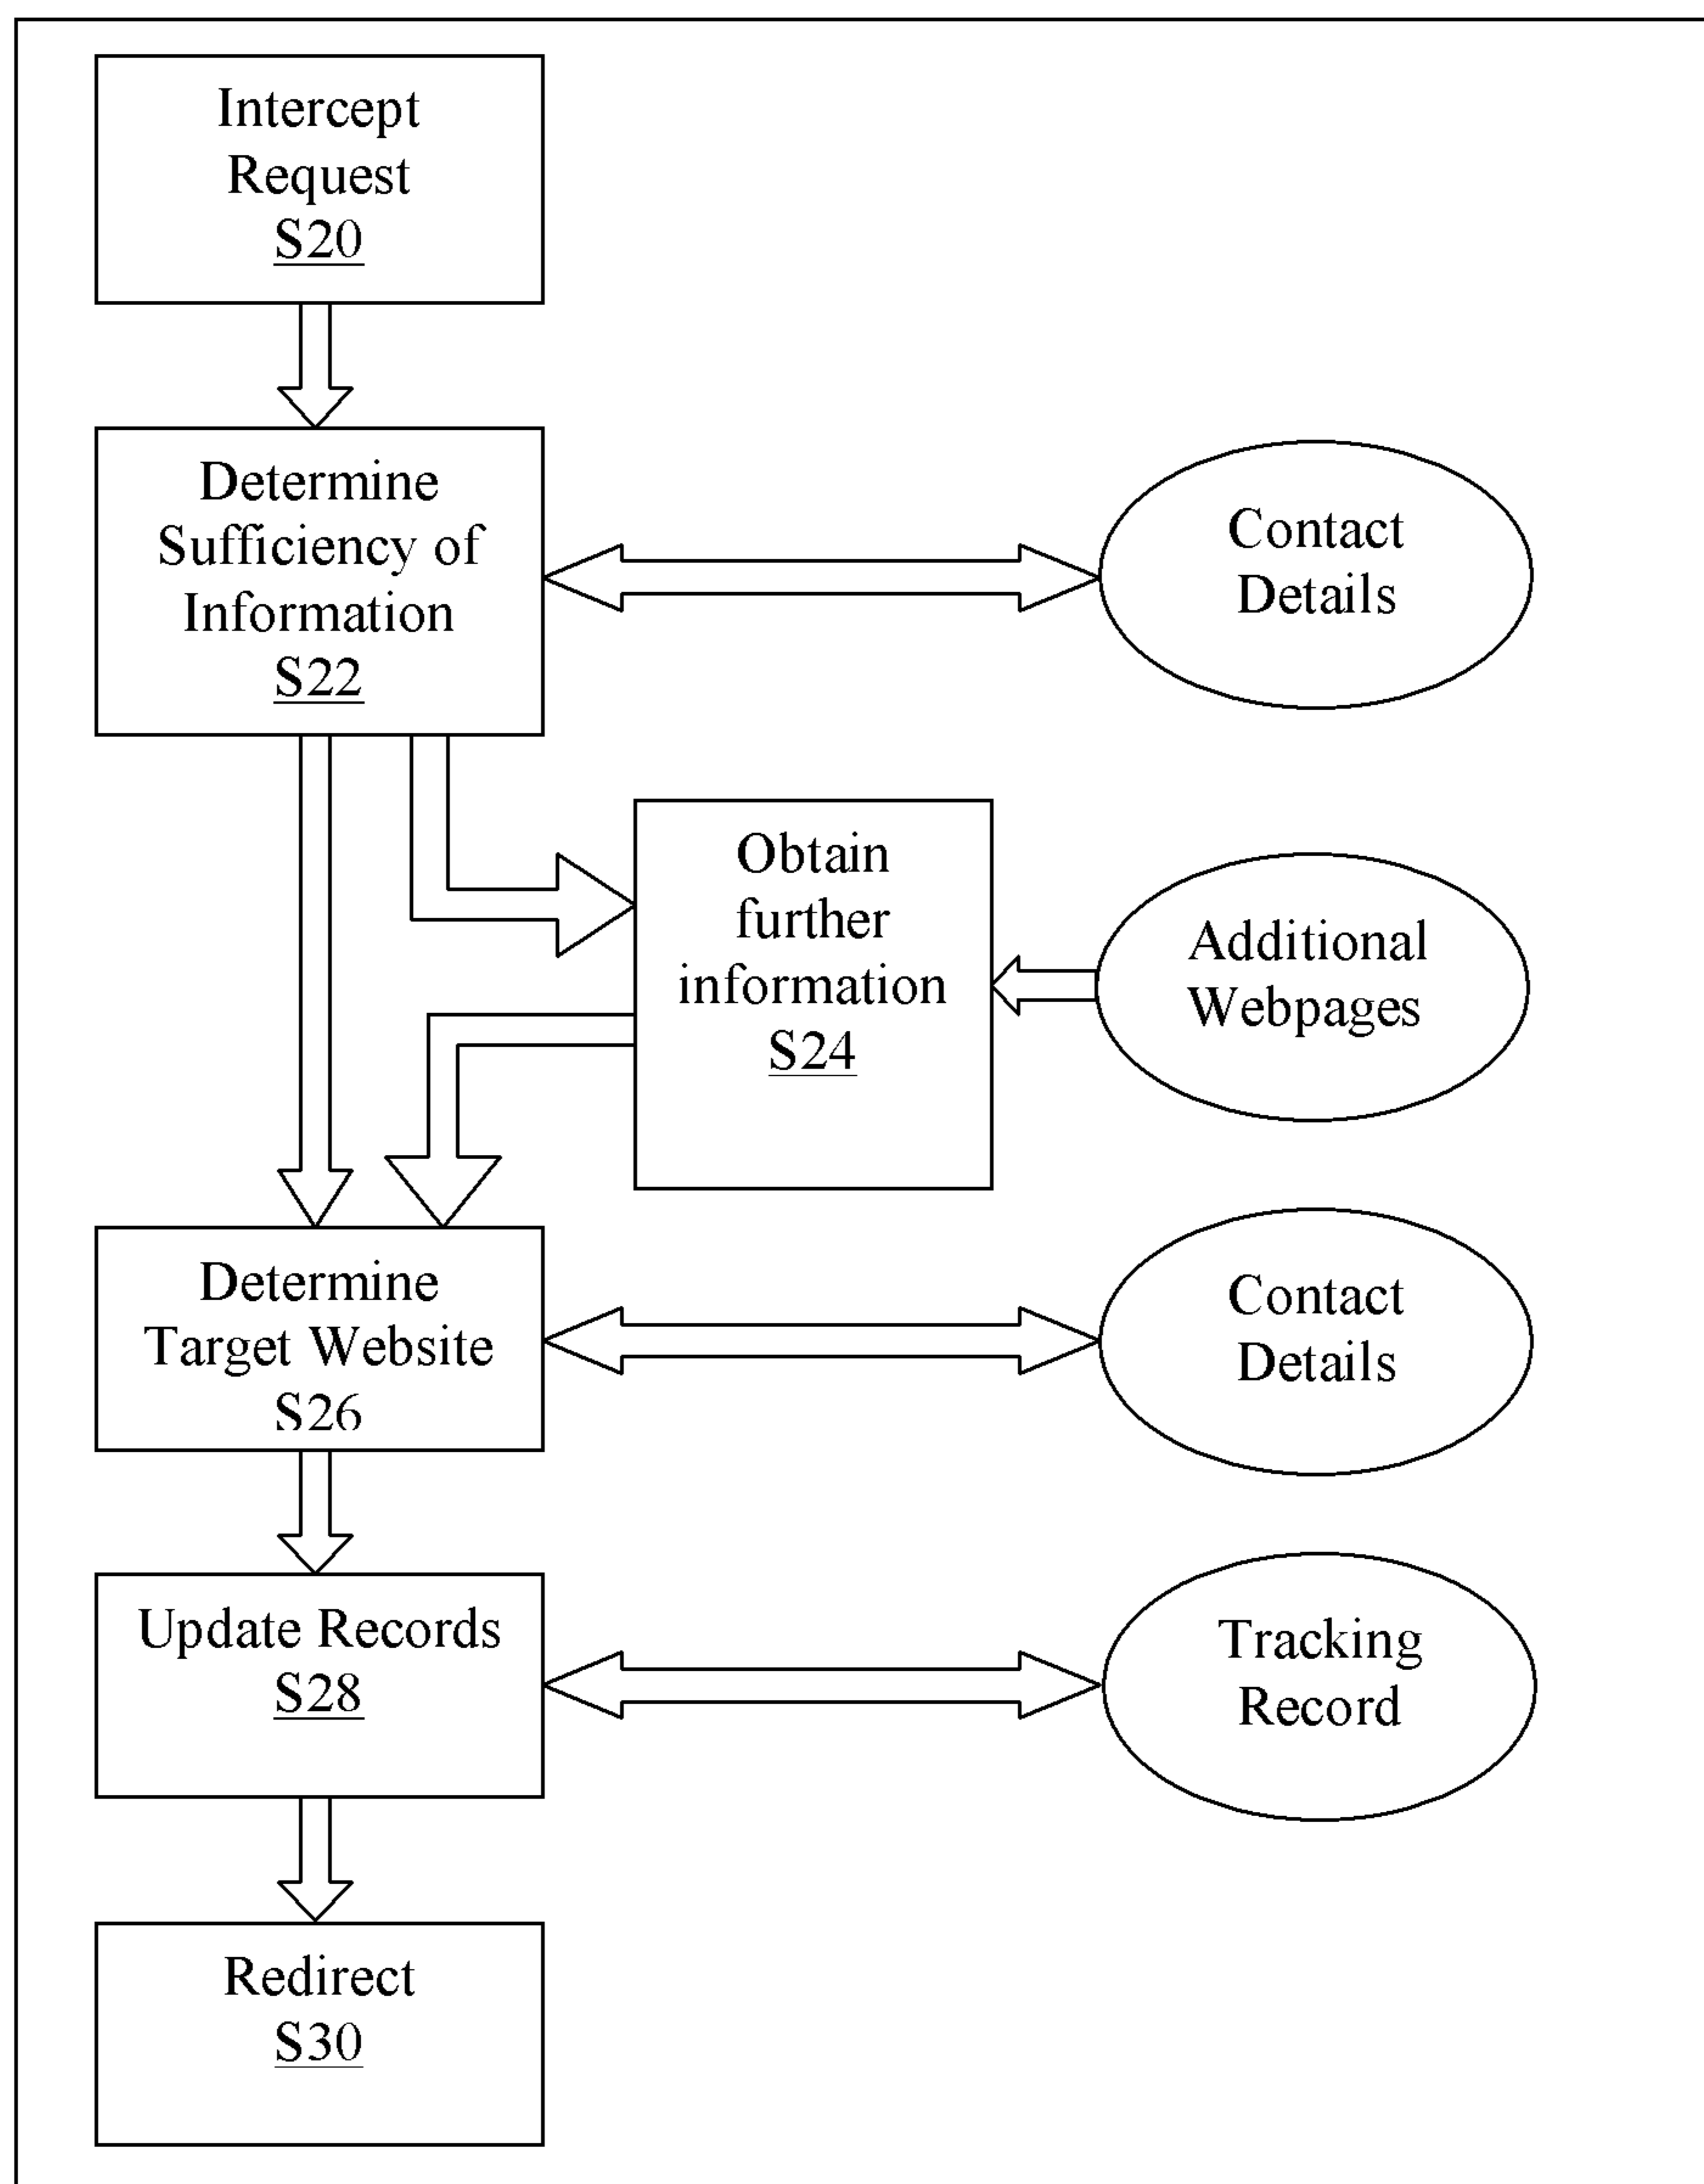 Intercept
Request
S20
Determine
Sufficiency of
Information
S22
Contact
Details
Obtain
further
information
S24
Additional
Webpages
Determine
Target Website
S26
Contact
Details
Update Records
S28
Tracking
Record
Redirect
S30